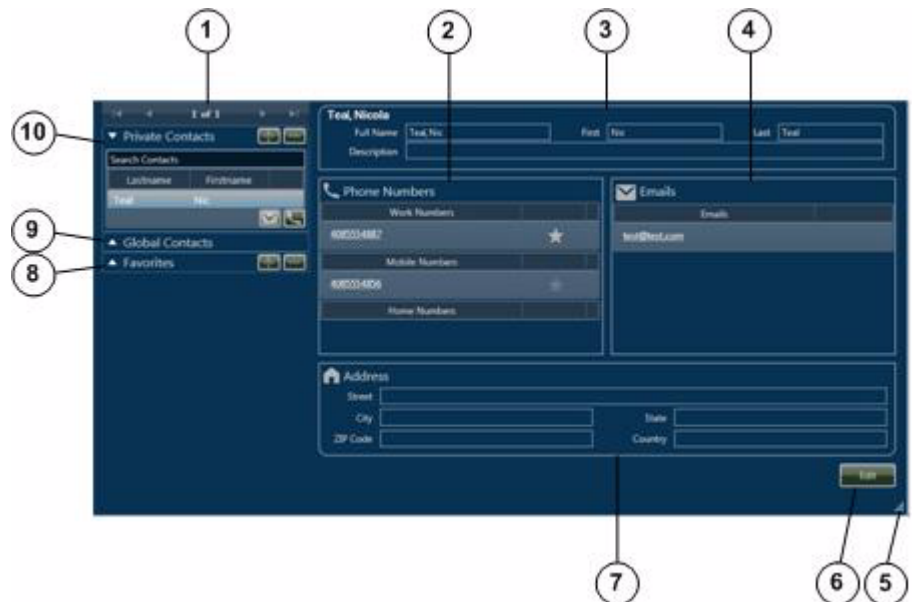 1 2 3 4
1 of 1
Private Contacts
Search Contacts
Lastname Firstname
Teal Nic
Global Contacts
Favorites
Teal, Nicola
Full Name Teal, Nic First Nic Last Teal
Description
Phone Numbers
Work Numbers
4085554887
Mobile Numbers
4085554856
Home Numbers
Emails
Emails
test@test.com
Address
Street
City State
ZIP Code Country
Edit
10
9
8
7 6 5